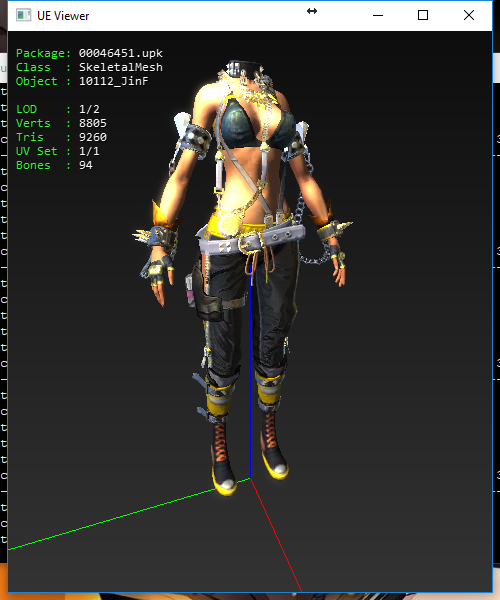 UE Viewer
Package: 00046451.upk
Class : SkeletalMesh
Object : 10112_JinF
LOD : 1/2
Verts : 8805
Tris : 9260
UV Set : 1/1
Bones : 94